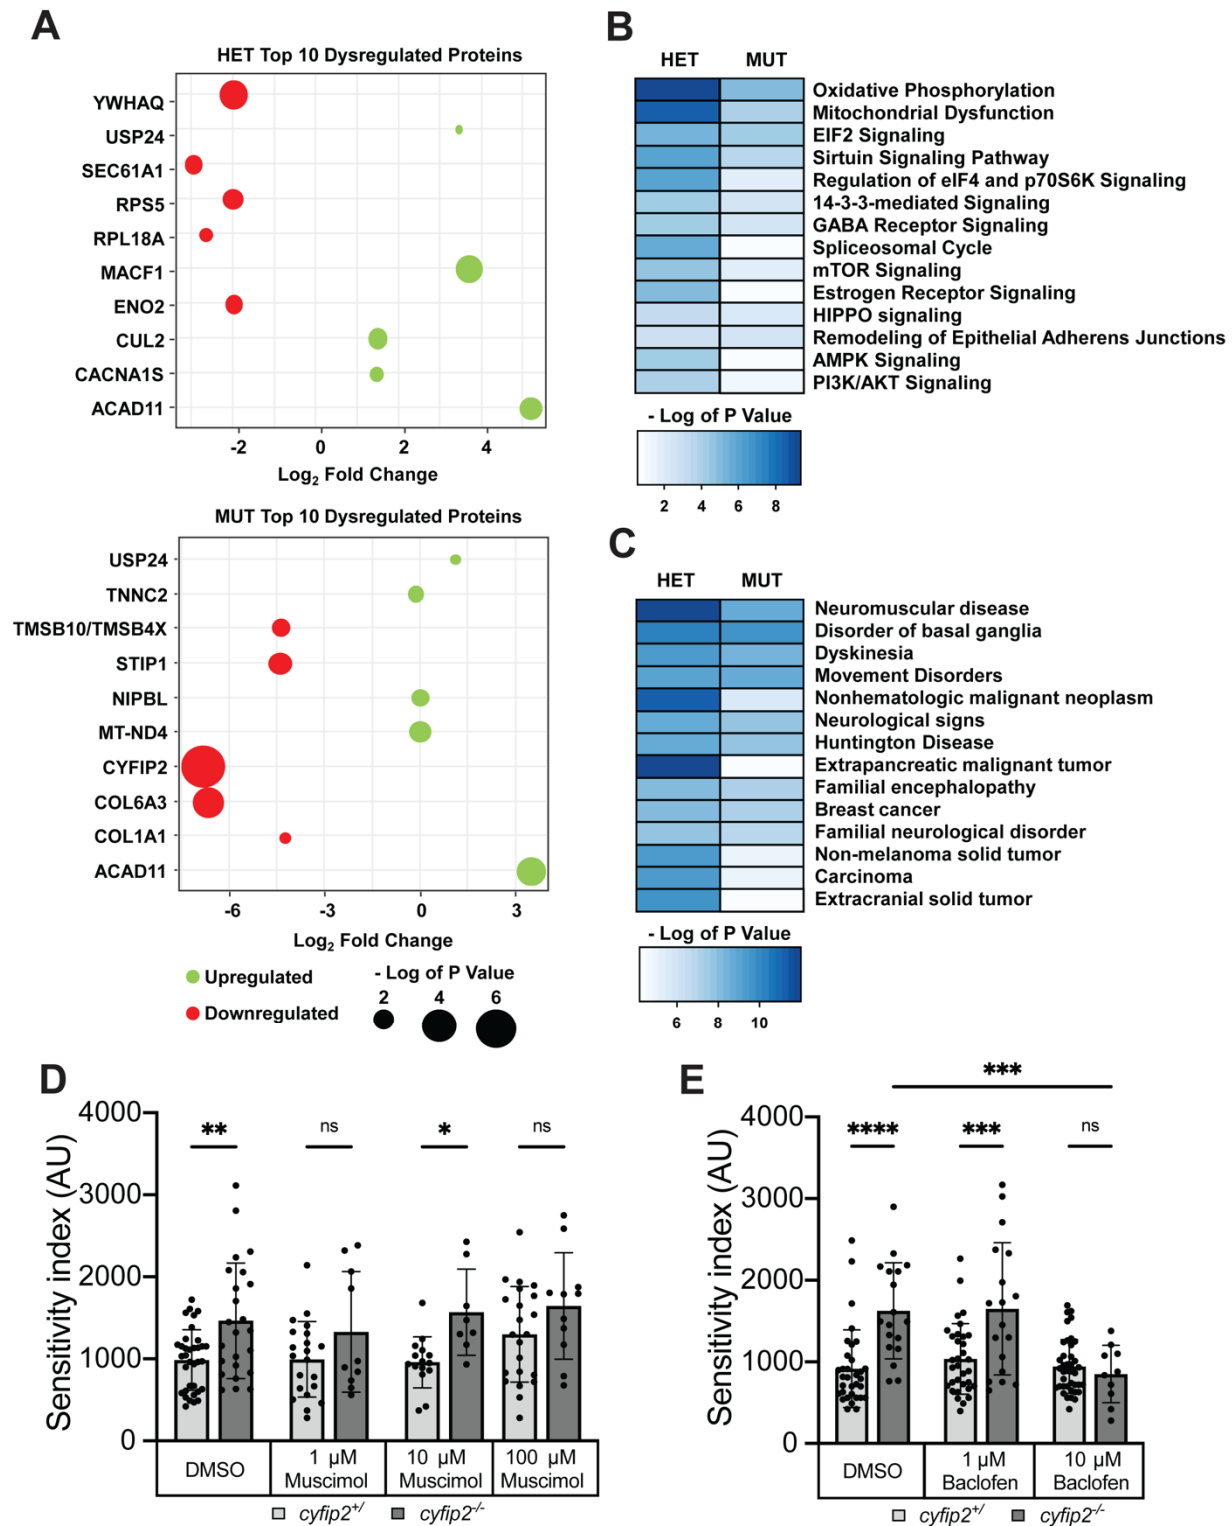 A
HET Top 10 Dysregulated Proteins
YWHAQ
USP24
SEC61A1
RPS5
RPL18A
MACF1
ENO2
CUL2
CACNA1S
ACAD11
-2 0 2 4
Log2 Fold Change
MUT Top 10 Dysregulated Proteins
USP24
TNNC2
TMSB10/TMSB4X
STIP1
NIPBL
MT-ND4
CYFIP2
COL6A3
COL1A1
ACAD11
-6 -3 0 3
Log2 Fold Change
Upregulated
Downregulated
- Log of P Value
2 4 6
B
HET MUT
Oxidative Phosphorylation
Mitochondrial Dysfunction
EIF2 Signaling
Sirtuin Signaling Pathway
Regulation of eIF4 and p70S6K Signaling
14-3-3-mediated Signaling
GABA Receptor Signaling
Spliceosomal Cycle
mTOR Signaling
Estrogen Receptor Signaling
HIPPO signaling
Remodeling of Epithelial Adherens Junctions
AMPK Signaling
PI3K/AKT Signaling
- Log of P Value
2 4 6 8
C
HET MUT
Neuromuscular disease
Disorder of basal ganglia
Dyskinesia
Movement Disorders
Nonhematologic malignant neoplasm
Neurological signs
Huntington Disease
Extrapancreatic malignant tumor
Familial encephalopathy
Breast cancer
Familial neurological disorder
Non-melanoma solid tumor
Carcinoma
Extracranial solid tumor
- Log of P Value
6 8 10
D
Sensitivity index (AU)
4000
3000
2000
1000
0
** ns * ns
DMSO
1 µM Muscimol
10 µM Muscimol
100 µM Muscimol
cyfip2+/ cyfip2-/-
E
Sensitivity index (AU)
4000
3000
2000
1000
0
***
**** *** ns
DMSO
1 µM Baclofen
10 µM Baclofen
cyfip2+/ cyfip2-/-